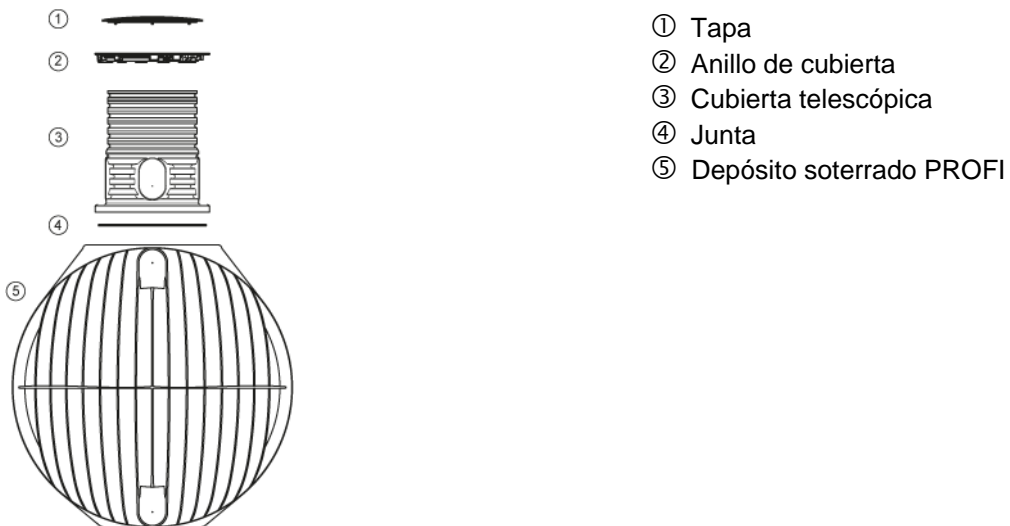 ① Tapa
② Anillo de cubierta
③ Cubierta telescópica
④ Junta
⑤ Depósito soterrado PROFI
①
②
③
④
⑤